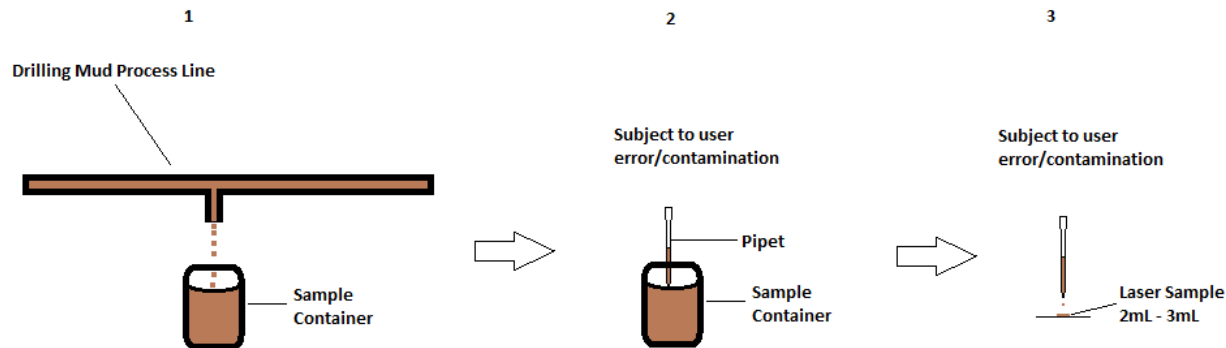 1
2
3
Drilling Mud Process Line
Subject to user
error/contamination
Subject to user
error/contamination
Pipet
Sample
Container
Sample
Container
Laser Sample
2mL - 3mL